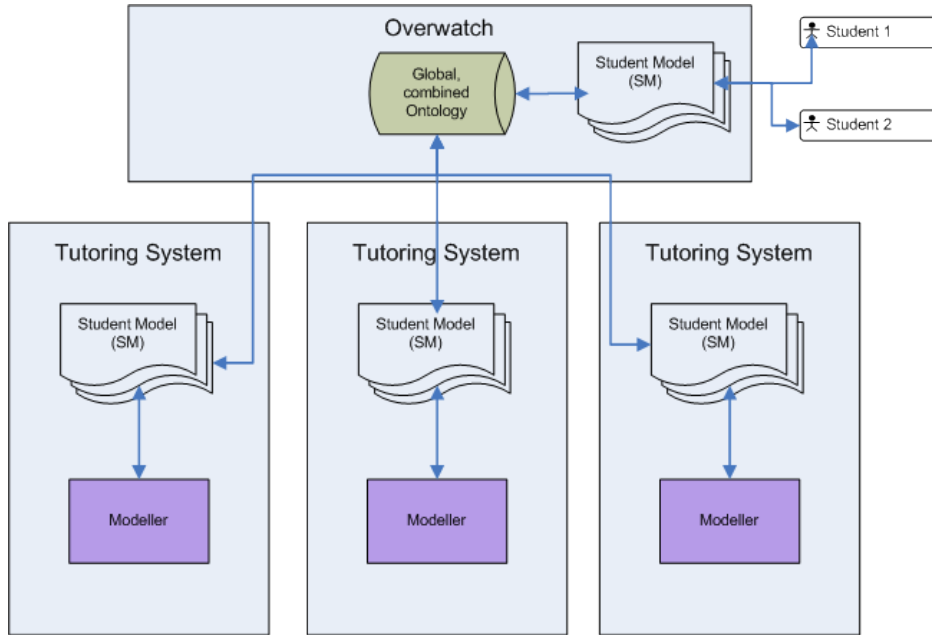 Overwatch
Global,
combined
Ontology
Student Model
(SM)
Student 1
Student 2
Tutoring System
Student Model
(SM)
Modeller
Tutoring System
Student Model
(SM)
Modeller
Tutoring System
Student Model
(SM)
Modeller